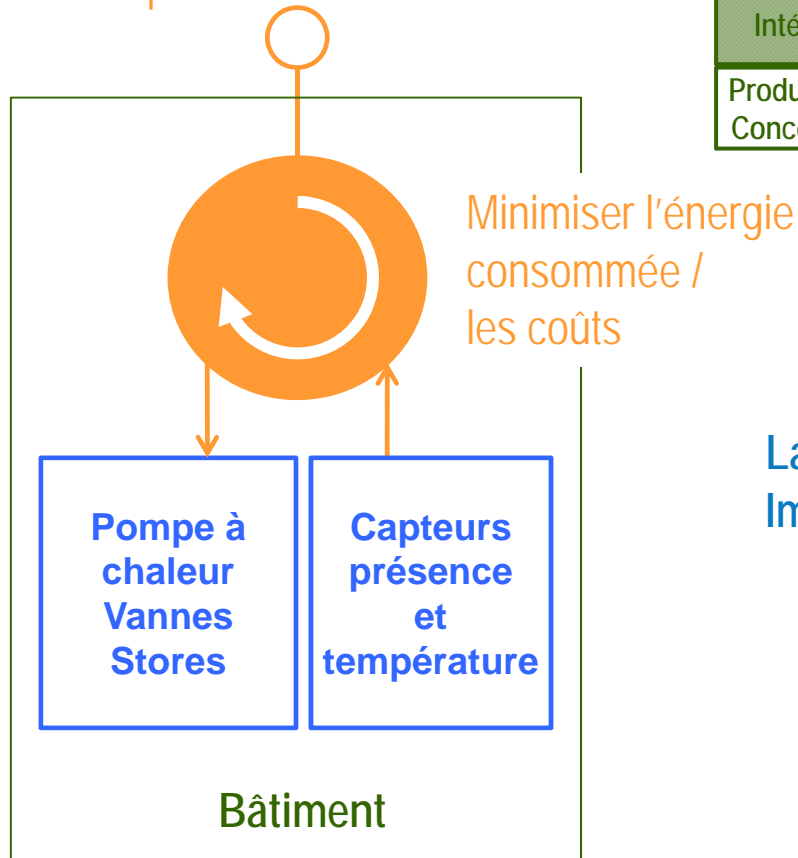 Minimiser l'énergie
consommée /
les coûts
Pompe à
chaleur
Vannes
Stores
Capteurs
présence
et
température
Bâtiment